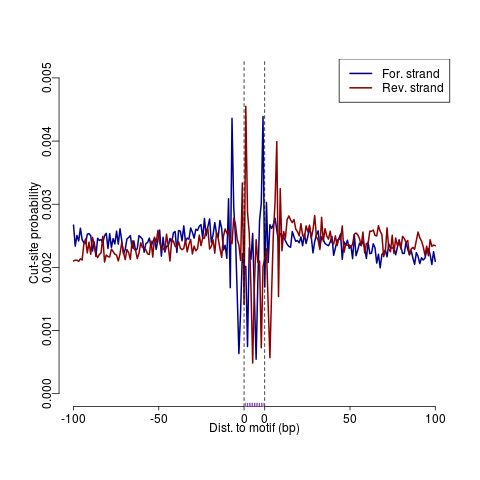 0.005
0.004
0.003
0.002
0.001
0.000
Cut-site probability
For. strand
Rev. strand
-100 -50 0 0 50 100
Dist. to motif (bp)